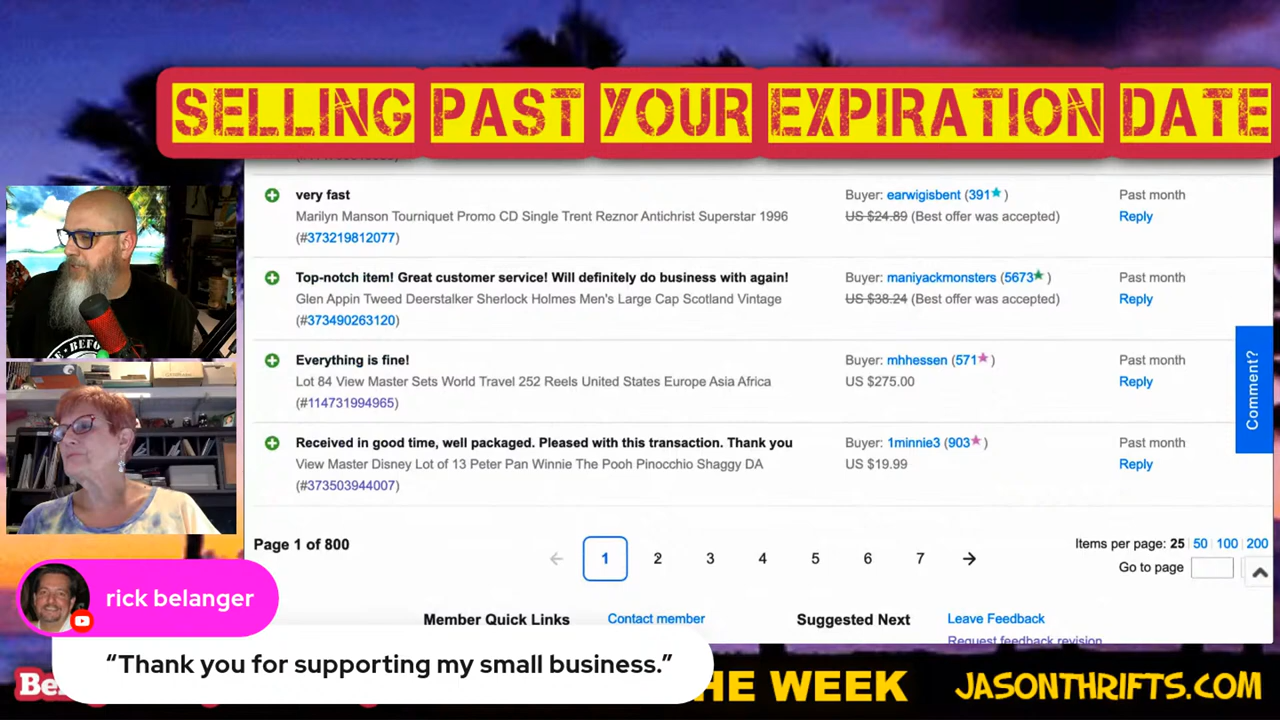 SELLING PAST YOUR EXPIRATION DATE
very fast
Buyer: earwigisbent (391)
Past month
Marilyn Manson Tourniquet Promo CD Single Trent Reznor Antichrist Superstar 1996
US $24.89 (Best offer was accepted)
Reply
(#373219812077)
Top-notch item! Great customer service! Will definitely do business with again!
Buyer: maniyackmonsters (5673)
Past month
Glen Appin Tweed Deerstalker Sherlock Holmes Men's Large Cap Scotland Vintage
US $38.24 (Best offer was accepted)
Reply
(#373490263120)
Everything is fine!
Buyer: mhhessen (571)
Past month
Lot 84 View Master Sets World Travel 252 Reels United States Europe Asia Africa
US $275.00
Reply
(#114731994965)
Comment?
Received in good time, well packaged. Pleased with this transaction. Thank you
Buyer: 1minnie3 (903)
Past month
View Master Disney Lot of 13 Peter Pan Winnie The Pooh Pinocchio Shaggy DA
US $19.99
Reply
(#373503944007)
BEFO
Page 1 of 800
1 2 3 4 5 6 7
Items per page: 25 | 50 | 100 | 200
Go to page
Member Quick Links
Contact member
Suggested Next
Leave Feedback
Request feedback revision
rick belanger
“Thank you for supporting my small business.”
HE WEEK
JASONTHRIFTS.COM